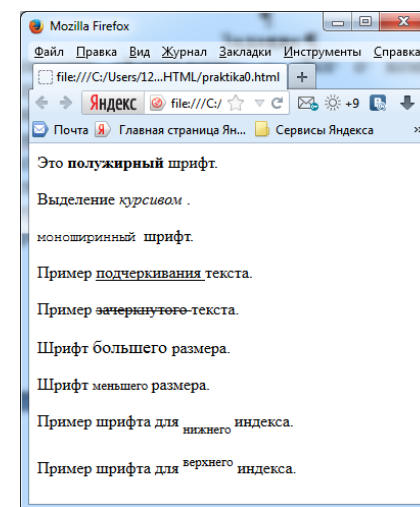 Mozilla Firefox
Файл Правка Вид Журнал Закладки Инструменты Справка
file:///C:/Users/12...HTML/praktika0.html +
Яндекс file:///C:/ +9
Почта Я Главная страница Ян... Сервисы Яндекса »
Это полужирный шрифт.
Выделение курсивом .
моноширинный шрифт.
Пример подчеркивания текста.
Пример зачеркнутого текста.
Шрифт большего размера.
Шрифт меньшего размера.
Пример шрифта для нижнего индекса.
Пример шрифта для верхнего индекса.